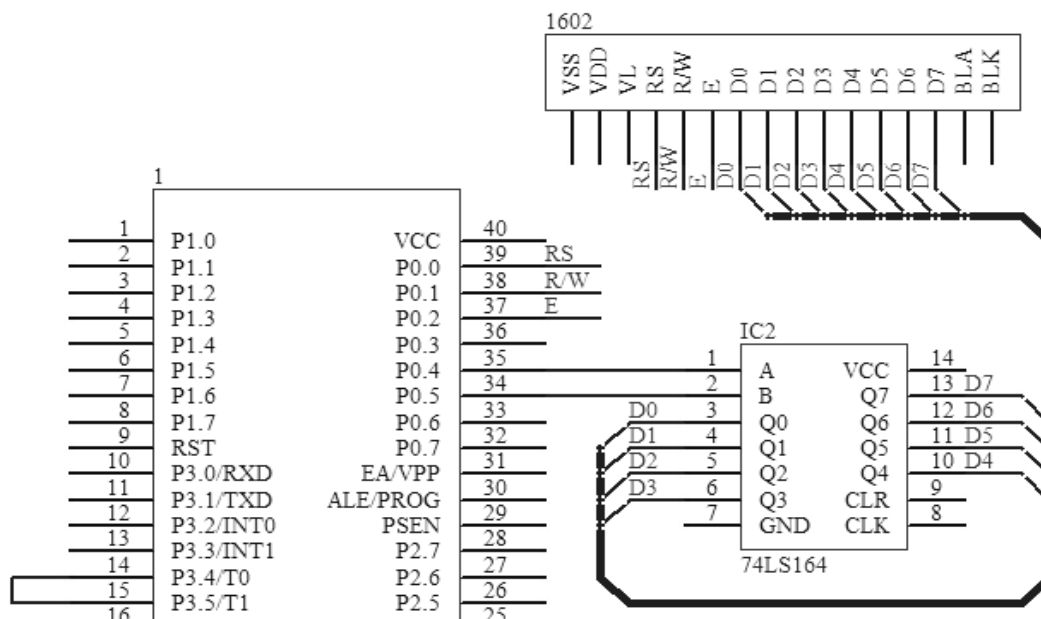 1602
VSS VDD VL RS R/W E D0 D1 D2 D3 D4 D5 D6 D7 BLA BLK
RS R/W E D0 D1 D2 D3 D4 D5 D6 D7
1
1 P1.0 VCC 40
2 P1.1 P0.0 39 RS
3 P1.2 P0.1 38 R/W
4 P1.3 P0.2 37 E
5 P1.4 P0.3 36
6 P1.5 P0.4 35
7 P1.6 P0.5 34
8 P1.7 P0.6 33
9 RST P0.7 32
10 P3.0/RXD EA/VPP 31
11 P3.1/TXD ALE/PROG 30
12 P3.2/INT0 PSEN 29
13 P3.3/INT1 P2.7 28
14 P3.4/T0 P2.6 27
15 P3.5/T1 P2.5 26
16 25
IC2
1 A VCC 14
2 B Q7 13 D7
D0 3 Q0 Q6 12 D6
D1 4 Q1 Q5 11 D5
D2 5 Q2 Q4 10 D4
D3 6 Q3 CLR 9
7 GND CLK 8
74LS164